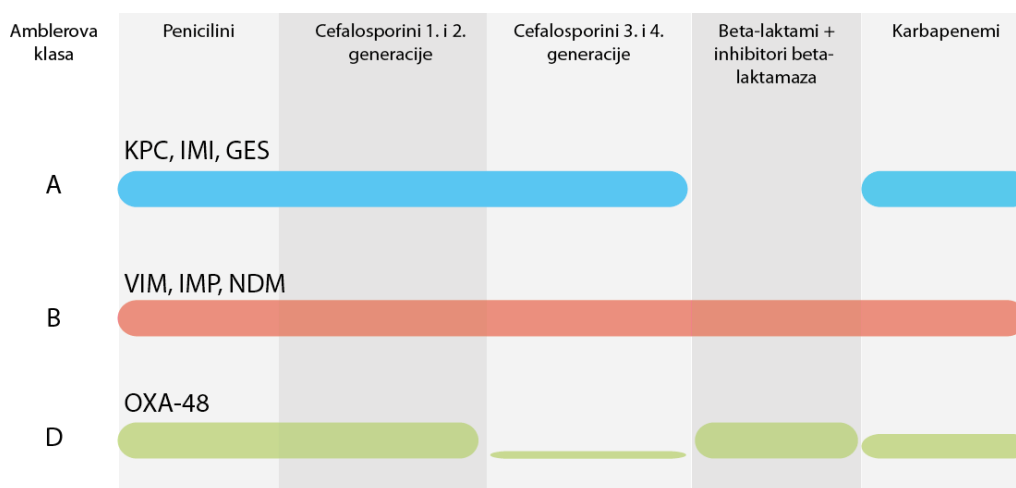 Amblerova
klasa
Penicilini
Cefalosporini 1. i 2.
generacije
Cefalosporini 3. i 4.
generacije
Beta-laktami +
inhibitori beta-
laktamaza
Karbapenemi
KPC, IMI, GES
A
VIM, IMP, NDM
B
OXA-48
D